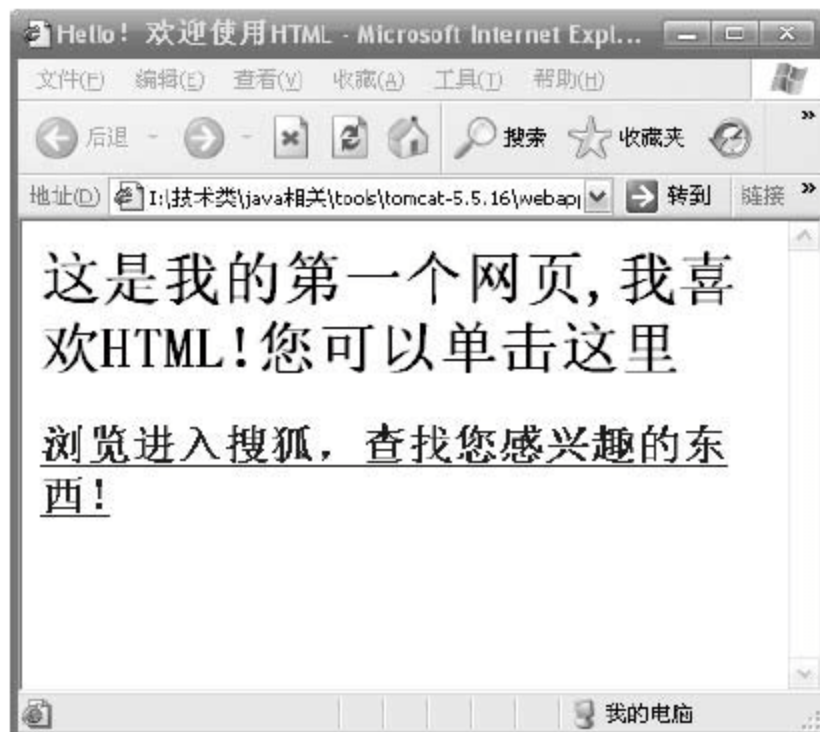 Hello! 欢迎使用HTML - Microsoft Internet Expl...
文件(F) 编辑(E) 查看(V) 收藏(A) 工具(T) 帮助(H)
后退 搜索 收藏夹 »
地址(D) I:\技术类\java相关\tools\tomcat-5.5.16\webapp 转到 链接 »
这是我的第一个网页,我喜
欢HTML!您可以单击这里
浏览进入搜狐，查找您感兴趣的东
西!
我的电脑